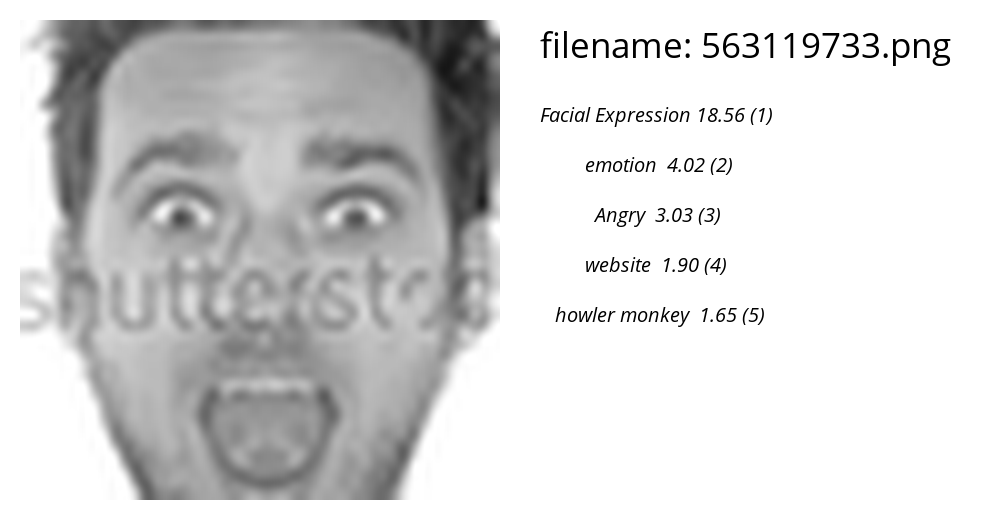 filename: 563119733.png
Facial Expression 18.56 (1)
emotion 4.02 (2)
Angry 3.03 (3)
website 1.90 (4)
howler monkey 1.65 (5)
shutterst